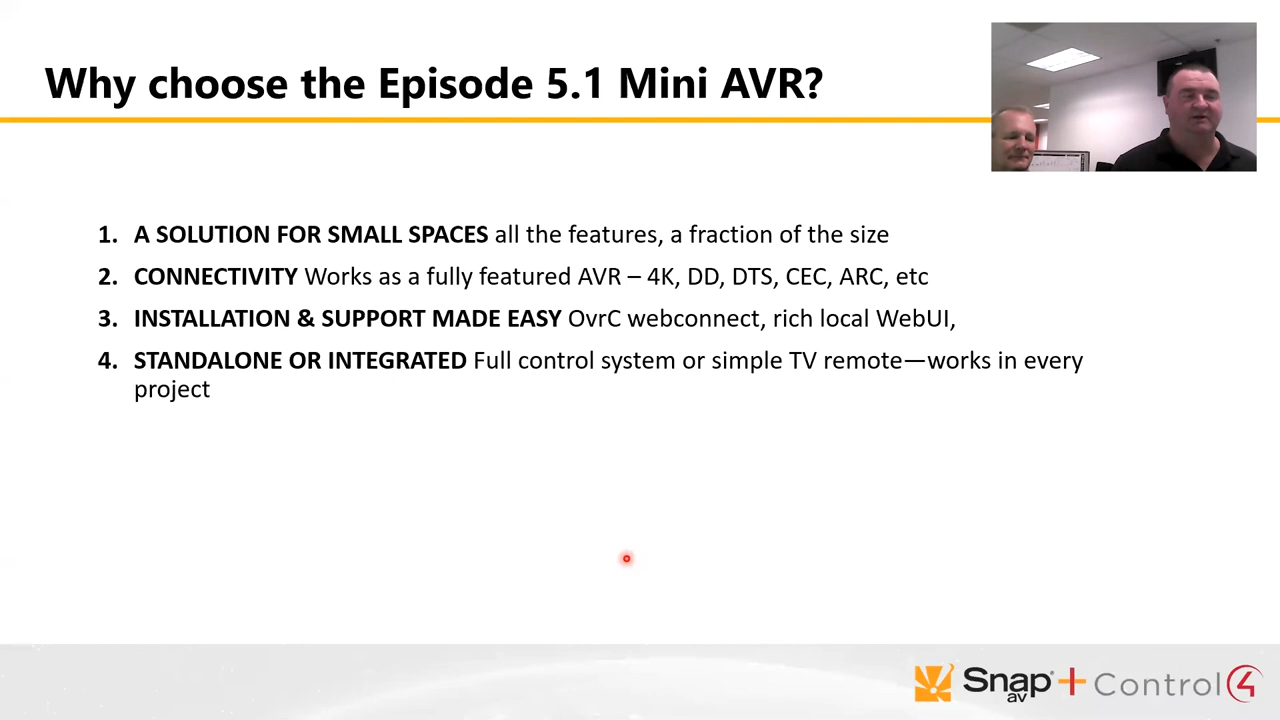 Why choose the Episode 5.1 Mini AVR?
1. A SOLUTION FOR SMALL SPACES all the features, a fraction of the size
2. CONNECTIVITY Works as a fully featured AVR – 4K, DD, DTS, CEC, ARC, etc
3. INSTALLATION & SUPPORT MADE EASY OvrC webconnect, rich local WebUI,
4. STANDALONE OR INTEGRATED Full control system or simple TV remote—works in every
project
Snap av + Control 4